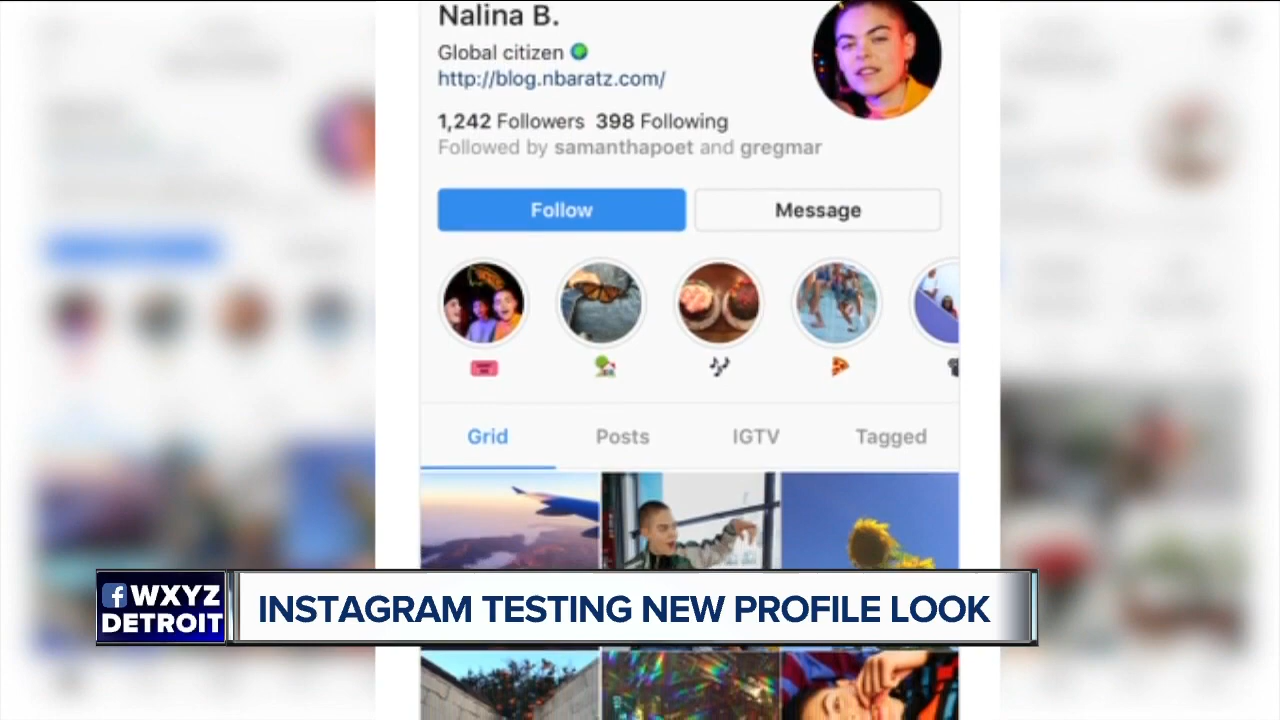 Nalina B.
Global citizen
http://blog.nbaratz.com/
1,242 Followers 398 Following
Followed by samanthapoet and gregmar
Follow
Message
Grid
Posts
IGTV
Tagged
f WXYZ
DETROIT
INSTAGRAM TESTING NEW PROFILE LOOK